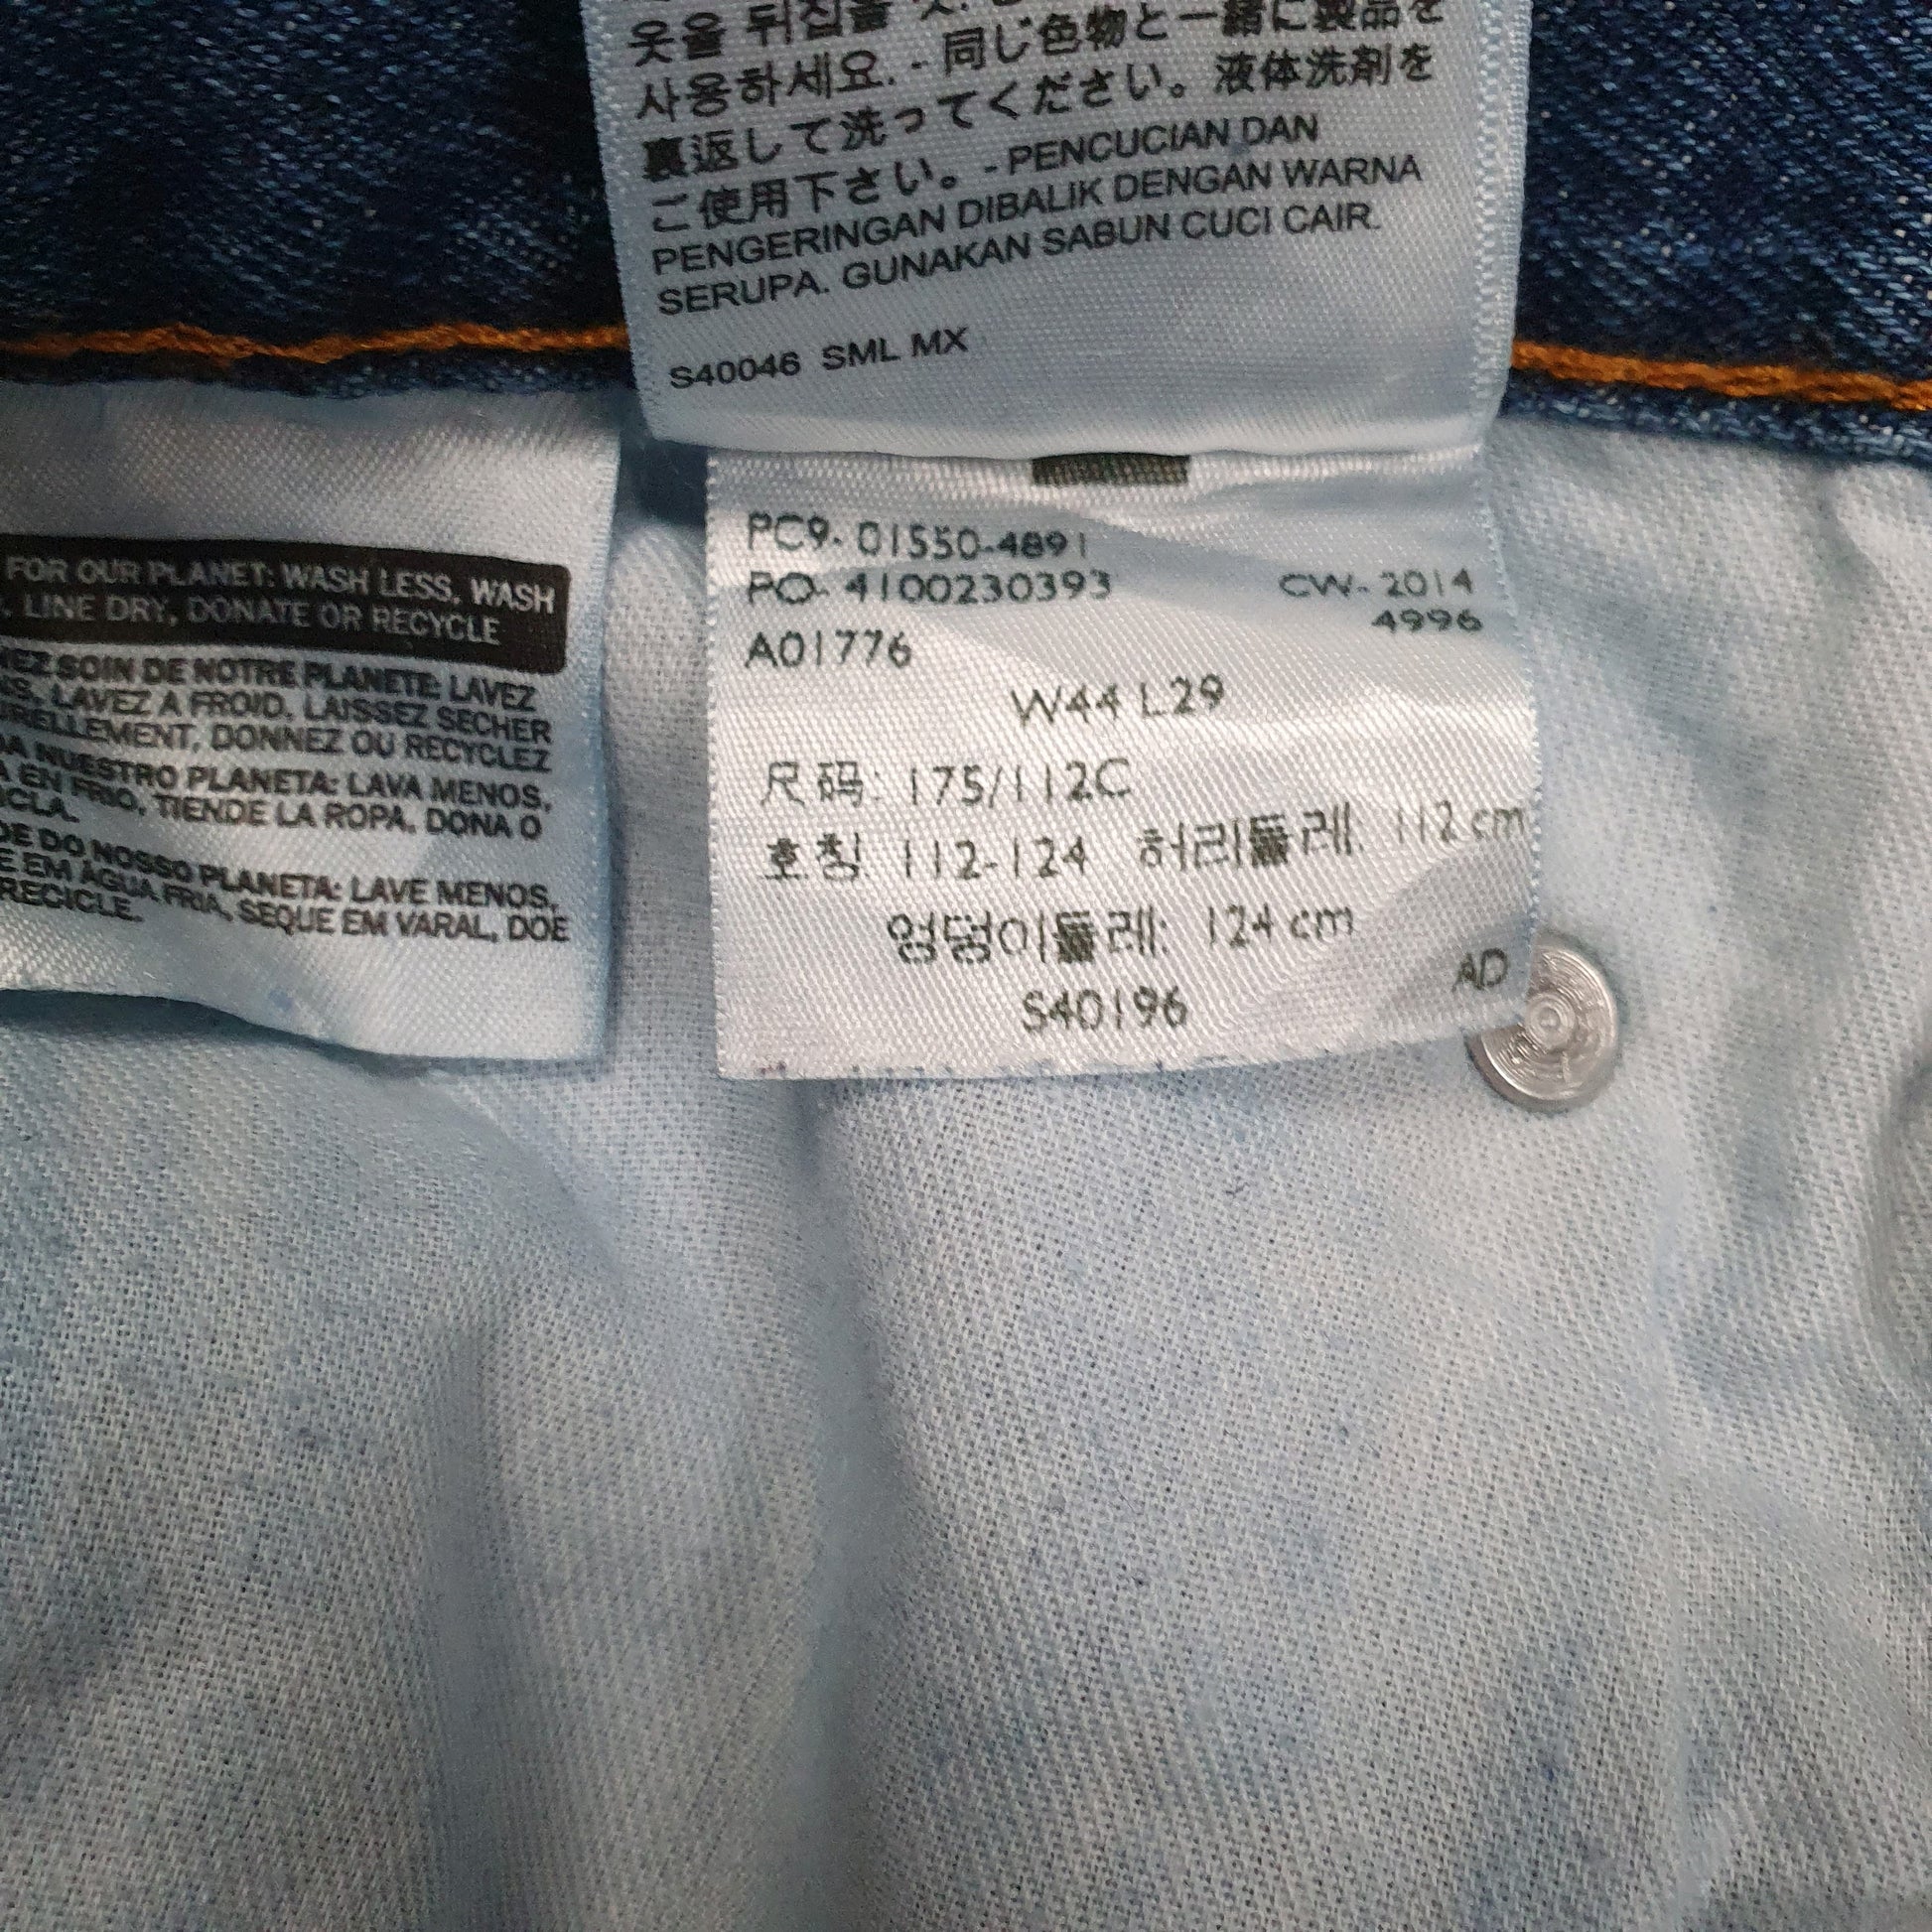 사용하세요. - 同じ色物と一緒に製品を
裏返して洗ってください。液体洗剤を
ご使用下さい。- PENCUCIAN DAN
PENGERINGAN DIBALIK DENGAN WARNA
SERUPA. GUNAKAN SABUN CUCI CAIR.
S40046 SML MX
FOR OUR PLANET: WASH LESS, WASH
LINE DRY, DONATE OR RECYCLE
SOIN DE NOTRE PLANETE: LAVEZ
LAVEZ A FROID, LAISSEZ SECHER
DONNEZ OU RECYCLEZ
NUESTRO PLANETA: LAVA MENOS,
EN FRIO, TIENDE LA ROPA, DONA O
DO NOSSO PLANETA: LAVE MENOS,
EM ÁGUA FRIA, SEQUE EM VARAL, DOE
RECICLE.
PC9- 01550-4891
PO- 4100230393 CW- 2014
4996
A01776
W44 L29
尺码: 175/112C
호칭: 112-124 허리둘레: 112 cm
엉덩이둘레: 124 cm
AD
S40196